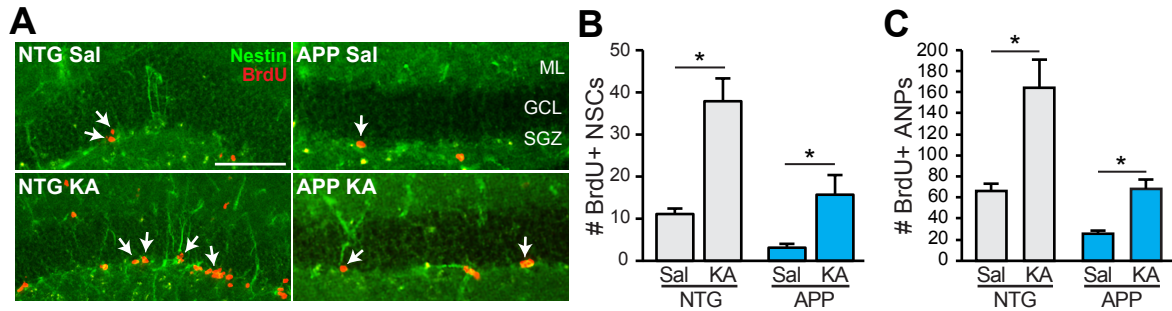 A
NTG Sal
Nestin
BrdU
APP Sal
ML
GCL
SGZ
NTG KA
APP KA
B
# BrdU+ NSCs
50
40
30
20
10
0
*
*
Sal KA Sal KA
NTG APP
C
# BrdU+ ANPs
200
180
160
140
120
100
80
60
40
20
0
*
*
Sal KA Sal KA
NTG APP